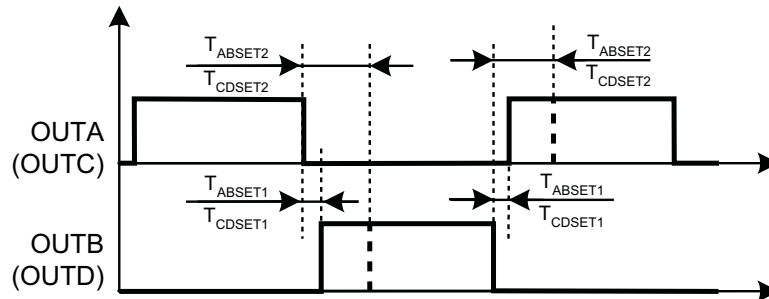 T_ABSET2
T_CDSET2
T_ABSET2
T_CDSET2
OUTA
(OUTC)
T_ABSET1
T_CDSET1
T_ABSET1
T_CDSET1
OUTB
(OUTD)